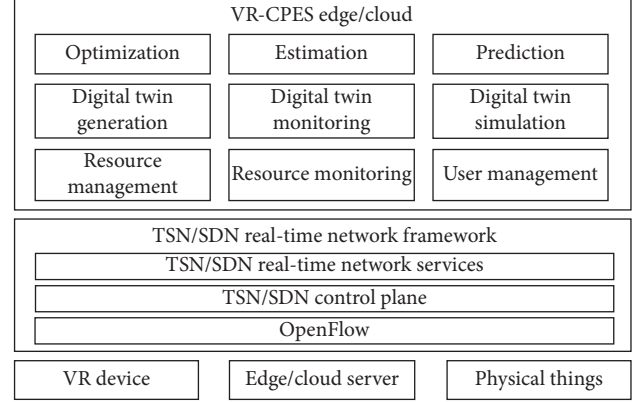 VR-CPES edge/cloud
Optimization
Estimation
Prediction
Digital twin
generation
Digital twin
monitoring
Digital twin
simulation
Resource
management
Resource monitoring
User management
TSN/SDN real-time network framework
TSN/SDN real-time network services
TSN/SDN control plane
OpenFlow
VR device
Edge/cloud server
Physical things